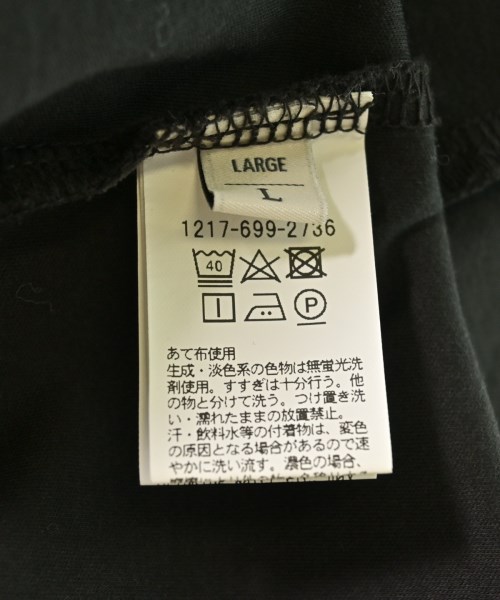 LARGE
L
1217-699-2736
40
P
あて布使用
生成・淡色系の色物は無蛍光洗
剤使用。すすぎは十分行う。他
の物と分けて洗う。つけ置き洗
い・濡れたままの放置禁止。
汗・飲料水等の付着物は、変色
の原因となる場合があるので速
やかに洗い流す。濃色の場合、